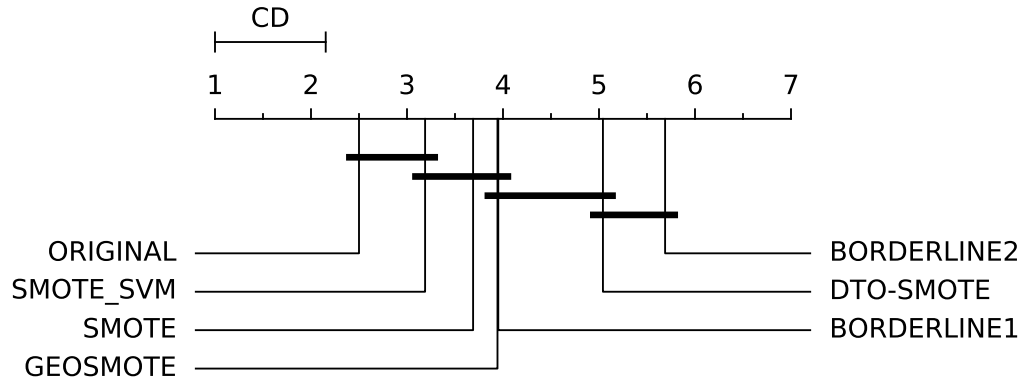 CD
1 2 3 4 5 6 7
ORIGINAL
BORDERLINE2
SMOTE_SVM
DTO-SMOTE
SMOTE
BORDERLINE1
GEOSMOTE